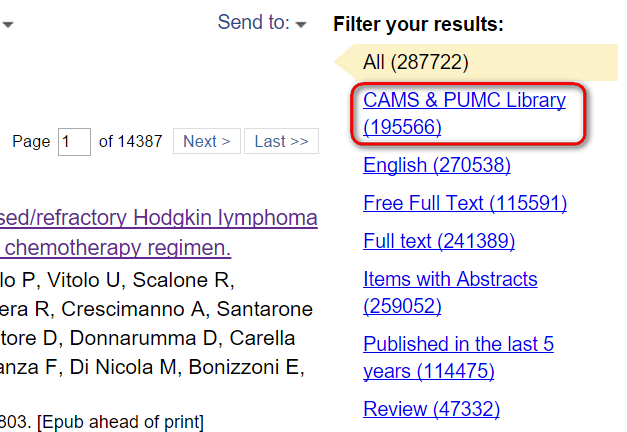 Send to:
Filter your results:
All (287722)
CAMS & PUMC Library
(195566)
Page 1 of 14387 Next > Last >>
English (270538)
Free Full Text (115591)
sed/refractory Hodgkin lymphoma
chemotherapy regimen.
Full text (241389)
lo P, Vitolo U, Scalone R,
era R, Crescimanno A, Santarone
tore D, Donnarumma D, Carella
anza F, Di Nicola M, Bonizzoni E,
Items with Abstracts
(259052)
Published in the last 5
years (114475)
803. [Epub ahead of print]
Review (47332)